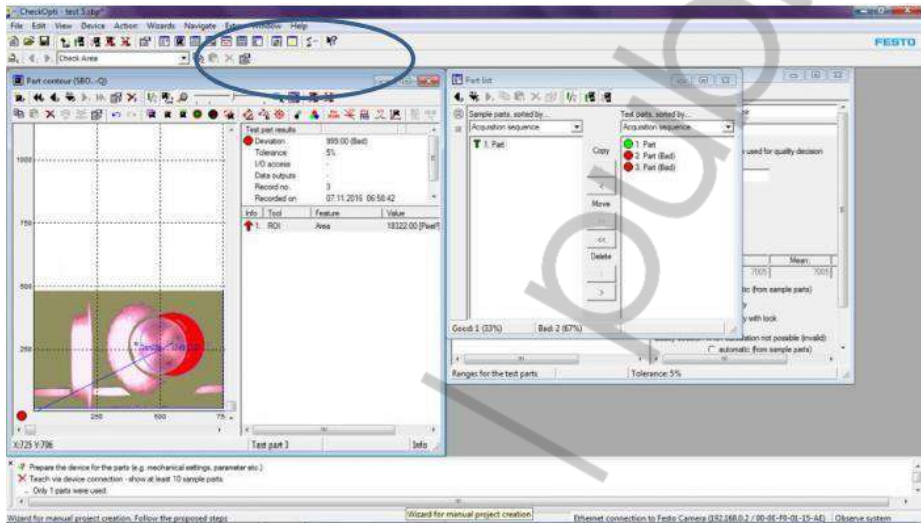 CheckOpti - test 5.sbp*
File Edit View Device Action Wizards Navigate Extra Window Help
FESTO
Check Area
Part contour (SBO..-Q)
Test part results
Deviation 999.00 (Bad)
Tolerance 5%
I/O access -
Data outputs -
Record no. 3
Recorded on 07.11.2016 06:58:42
Info Tool Feature Value
1. ROI Area 18322.00 [Pixel²]
1000
750
500
250
250 500 75
X:725 Y:706
Test part 3
Info
Part list
Sample parts, sorted by...
Acquisition sequence
1. Part
Copy
<
Move
<<
Delete
>
Test parts, sorted by...
Acquisition sequence
1. Part
2. Part (Bad)
3. Part (Bad)
Good: 1 (33%) Bad: 2 (67%)
used for quality decision
Mean:
7005 7005
(from sample parts)
with lock
not possible (invalid)
automatic (from sample parts)
Ranges for the test parts
Tolerance: 5%
Prepare the device for the parts (e.g. mechanical settings, parameter etc.)
Teach via device connection - show at least 10 sample parts.
Only 1 parts were used.
Wizard for manual project creation. Follow the proposed steps
Wizard for manual project creation
Ethernet connection to Festo Camera (192.168.0.2 / 00-0E-F0-01-15-AE)
Observe system